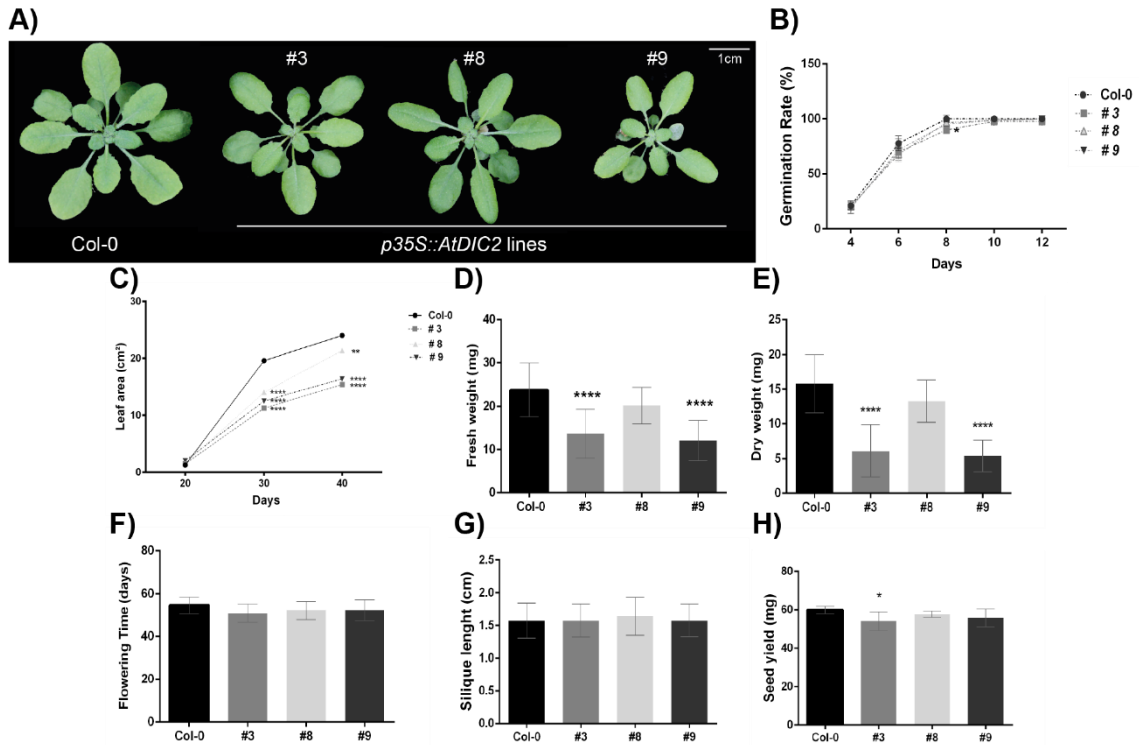 A)
#3
#8
#9
1cm
Col-0
p35S::AtDIC2 lines
B)
Germination Rate (%)
150
100
50
0
4
6
8
10
12
Days
*
Col-0
# 3
# 8
# 9
C)
Leaf area (cm²)
30
20
10
0
20
30
40
Days
****
****
****
**
****
****
Col-0
# 3
# 8
# 9
D)
Fresh weight (mg)
40
30
20
10
0
****
****
Col-0
#3
#8
#9
E)
Dry weight (mg)
25
20
15
10
5
0
****
****
Col-0
#3
#8
#9
F)
Flowering Time (days)
80
60
40
20
0
Col-0
#3
#8
#9
G)
Silique lenght (cm)
2.5
2.0
1.5
1.0
0.5
0.0
Col-0
#3
#8
#9
H)
Seed yield (mg)
100
80
60
40
20
0
*
Col-0
#3
#8
#9